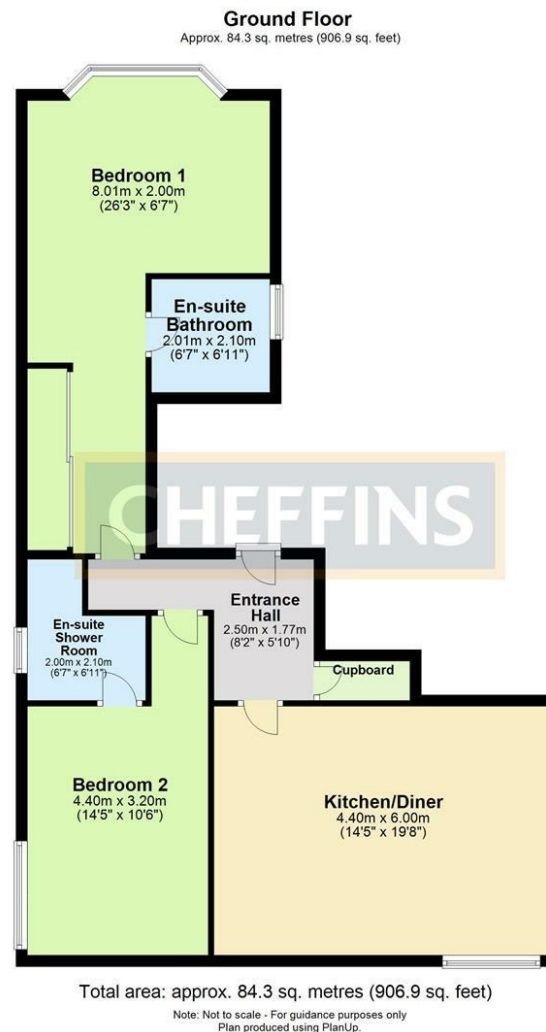 Ground Floor
Approx. 84.3 sq. metres (906.9 sq. feet)
Bedroom 1
8.01m x 2.00m
(26'3" x 6'7")
En-suite
Bathroom
2.01m x 2.10m
(6'7" x 6'11")
CHEFFINS
Entrance
Hall
2.50m x 1.77m
(8'2" x 5'10")
En-suite
Shower
Room
2.00m x 2.10m
(6'7" x 6'11")
Cupboard
Bedroom 2
4.40m x 3.20m
(14'5" x 10'6")
Kitchen/Diner
4.40m x 6.00m
(14'5" x 19'8")
Total area: approx. 84.3 sq. metres (906.9 sq. feet)
Note: Not to scale - For guidance purposes only
Plan produced using PlanUp.